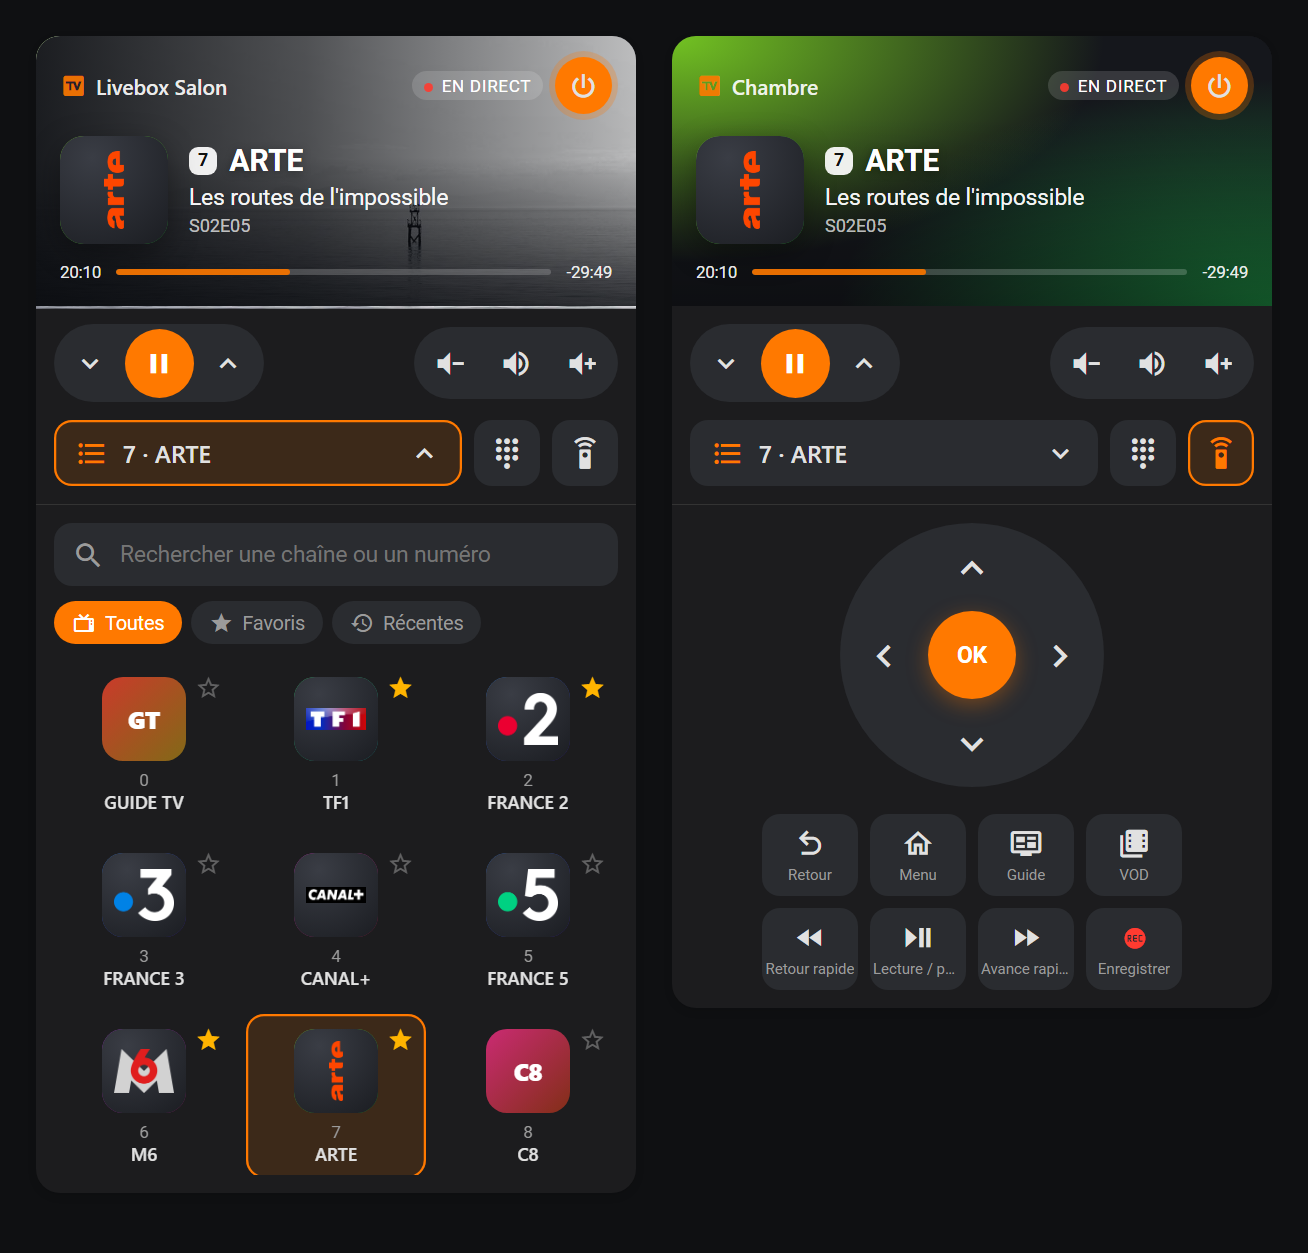 TV Livebox Salon
EN DIRECT
arte
7 ARTE
Les routes de l'impossible
S02E05
20:10
-29:49
7 · ARTE
Rechercher une chaîne ou un numéro
Toutes
Favoris
Récentes
GT
0
GUIDE TV
TF1
1
TF1
2
2
FRANCE 2
3
3
FRANCE 3
CANAL+
4
CANAL+
5
5
FRANCE 5
M6
6
M6
arte
7
ARTE
C8
8
C8
TV Chambre
EN DIRECT
arte
7 ARTE
Les routes de l'impossible
S02E05
20:10
-29:49
7 · ARTE
OK
Retour
Menu
Guide
VOD
Retour rapide
Lecture / p...
Avance rapi...
REC
Enregistrer